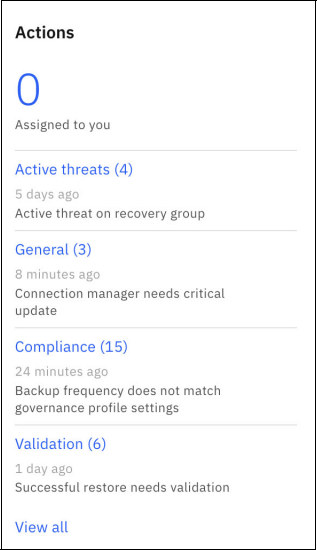 Actions
0
Assigned to you
Active threats (4)
5 days ago
Active threat on recovery group
General (3)
8 minutes ago
Connection manager needs critical
update
Compliance (15)
24 minutes ago
Backup frequency does not match
governance profile settings
Validation (6)
1 day ago
Successful restore needs validation
View all